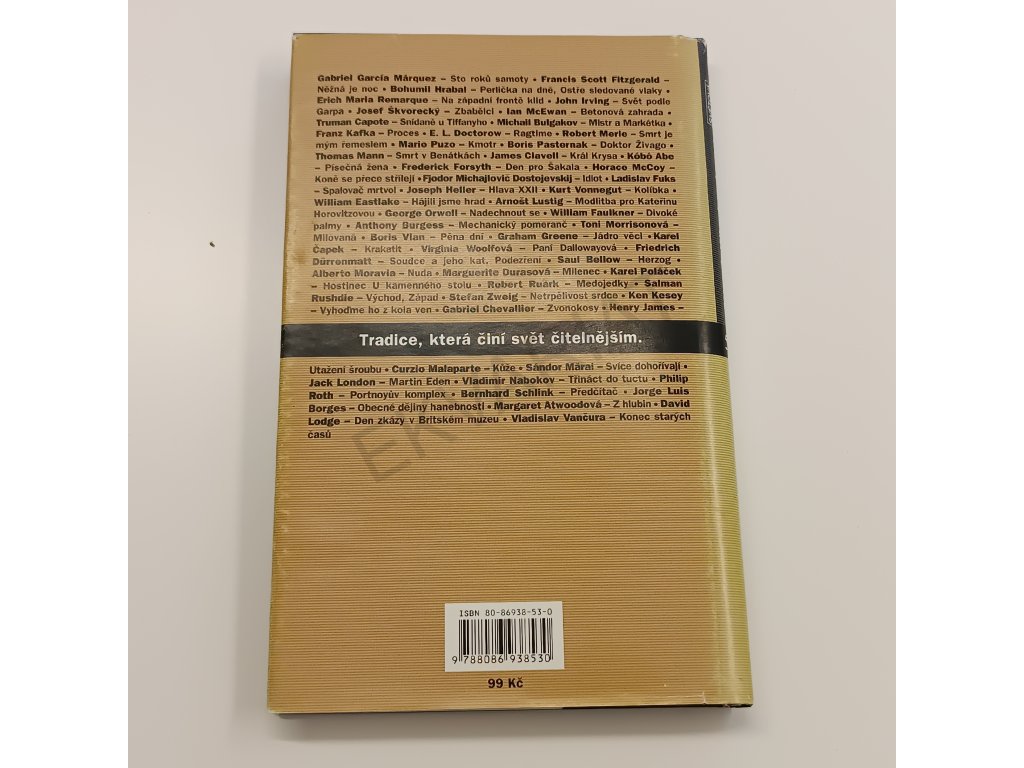 Gabriel García Márquez – Sto roků samoty • Francis Scott Fitzgerald –
Něžná je noc • Bohumil Hrabal – Perlička na dně, Ostře sledované vlaky •
Erich Maria Remarque – Na západní frontě klid • John Irving – Svět podle
Garpa • Josef Škvorecký – Zbabělci • Ian McEwan – Betonová zahrada •
Truman Capote – Snídaně u Tiffanyho • Michail Bulgakov – Mistr a Markétka •
Franz Kafka – Proces • E. L. Doctorow – Ragtime • Robert Merle – Smrt je
mým řemeslem • Mario Puzo – Kmotr • Boris Pasternak – Doktor Živago •
Thomas Mann – Smrt v Benátkách • James Clavell – Král Krysa • Kóbó Abe
– Písečná žena • Frederick Forsyth – Den pro Šakala • Horace McCoy –
Koně se přece střílejí • Fjodor Michajlovič Dostojevskij – Idiot • Ladislav Fuks
– Spalovač mrtvol • Joseph Heller – Hlava XXII • Kurt Vonnegut – Kolíbka •
William Eastlake – Hájili jsme hrad • Arnošt Lustig – Modlitba pro Kateřinu
Horovitzovou • George Orwell – Nadechnout se • William Faulkner – Divoké
palmy • Anthony Burgess – Mechanický pomeranč • Toni Morrisonová –
Milovaná • Boris Vian – Pěna dní • Graham Greene – Jádro věci • Karel
Čapek – Krakatit • Virginia Woolfová – Paní Dallowayová • Friedrich
Dürrenmatt – Soudce a jeho kat, Podezření • Saul Bellow – Herzog •
Alberto Moravia – Nuda • Marguerite Durasová – Milenec • Karel Poláček
– Hostinec U kamenného stolu • Robert Ruark – Medojedky • Salman
Rushdie – Východ, Západ • Stefan Zweig – Netrpělivost srdce • Ken Kesey
– Vyhoďme ho z kola ven • Gabriel Chevallier – Zvonokosy • Henry James –
Tradice, která činí svět čitelnějším.
Utažení šroubu • Curzio Malaparte – Kůže • Sándor Márai – Svíce dohořívají •
Jack London – Martin Eden • Vladimir Nabokov – Třináct do tuctu • Philip
Roth – Portnoyův komplex • Bernhard Schlink – Předčítač • Jorge Luis
Borges – Obecné dějiny hanebnosti • Margaret Atwoodová – Z hlubin • David
Lodge – Den zkázy v Britském muzeu • Vladislav Vančura – Konec starých
časů
ISBN 80-86938-53-0
9 788086 938530
99 Kč